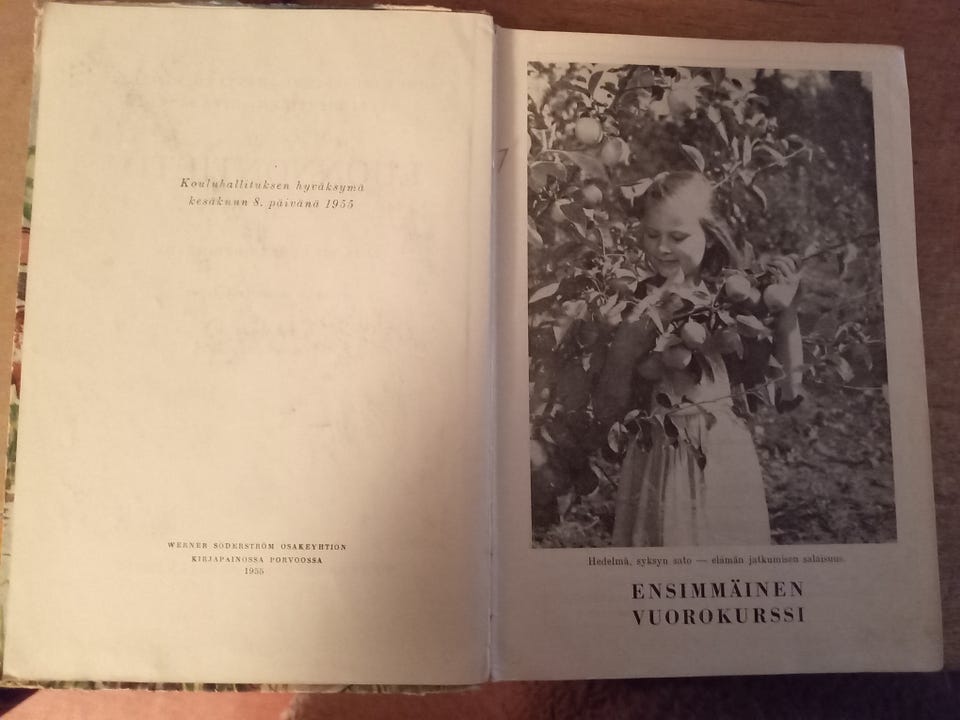 Kouluhallituksen hyväksymä
kesäkuun 8. päivänä 1955
WERNER SÖDERSTRÖM OSAKEYHTIÖN
KIRJAPAINOSSA PORVOOSSA
1955
Hedelmä, syksyn sato — elämän jatkumisen salaisuus.
ENSIMMÄINEN
VUOROKURSSI